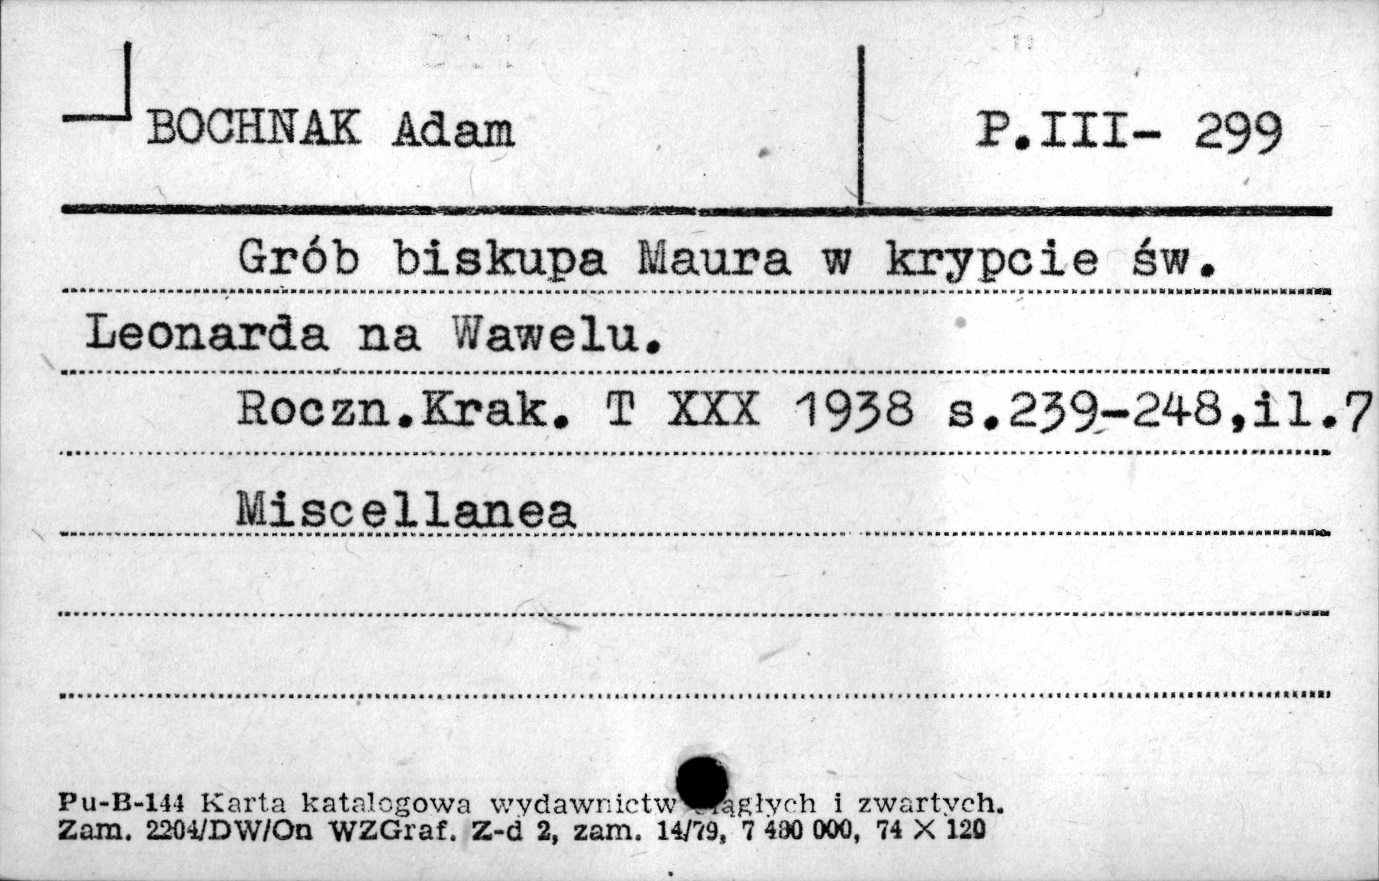 BOCHNAK Adam
P.III- 299
Grób biskupa Maura w krypcie św.
Leonarda na Wawelu.
Roczn.Krak. T XXX 1938 s.239-248,il.7
Miscellanea
Pu-B-144 Karta katalogowa wydawnictw ciągłych i zwartych.
Zam. 2204/DW/On WZGraf. Z-d 2, zam. 14/79, 7 480 000, 74 X 120